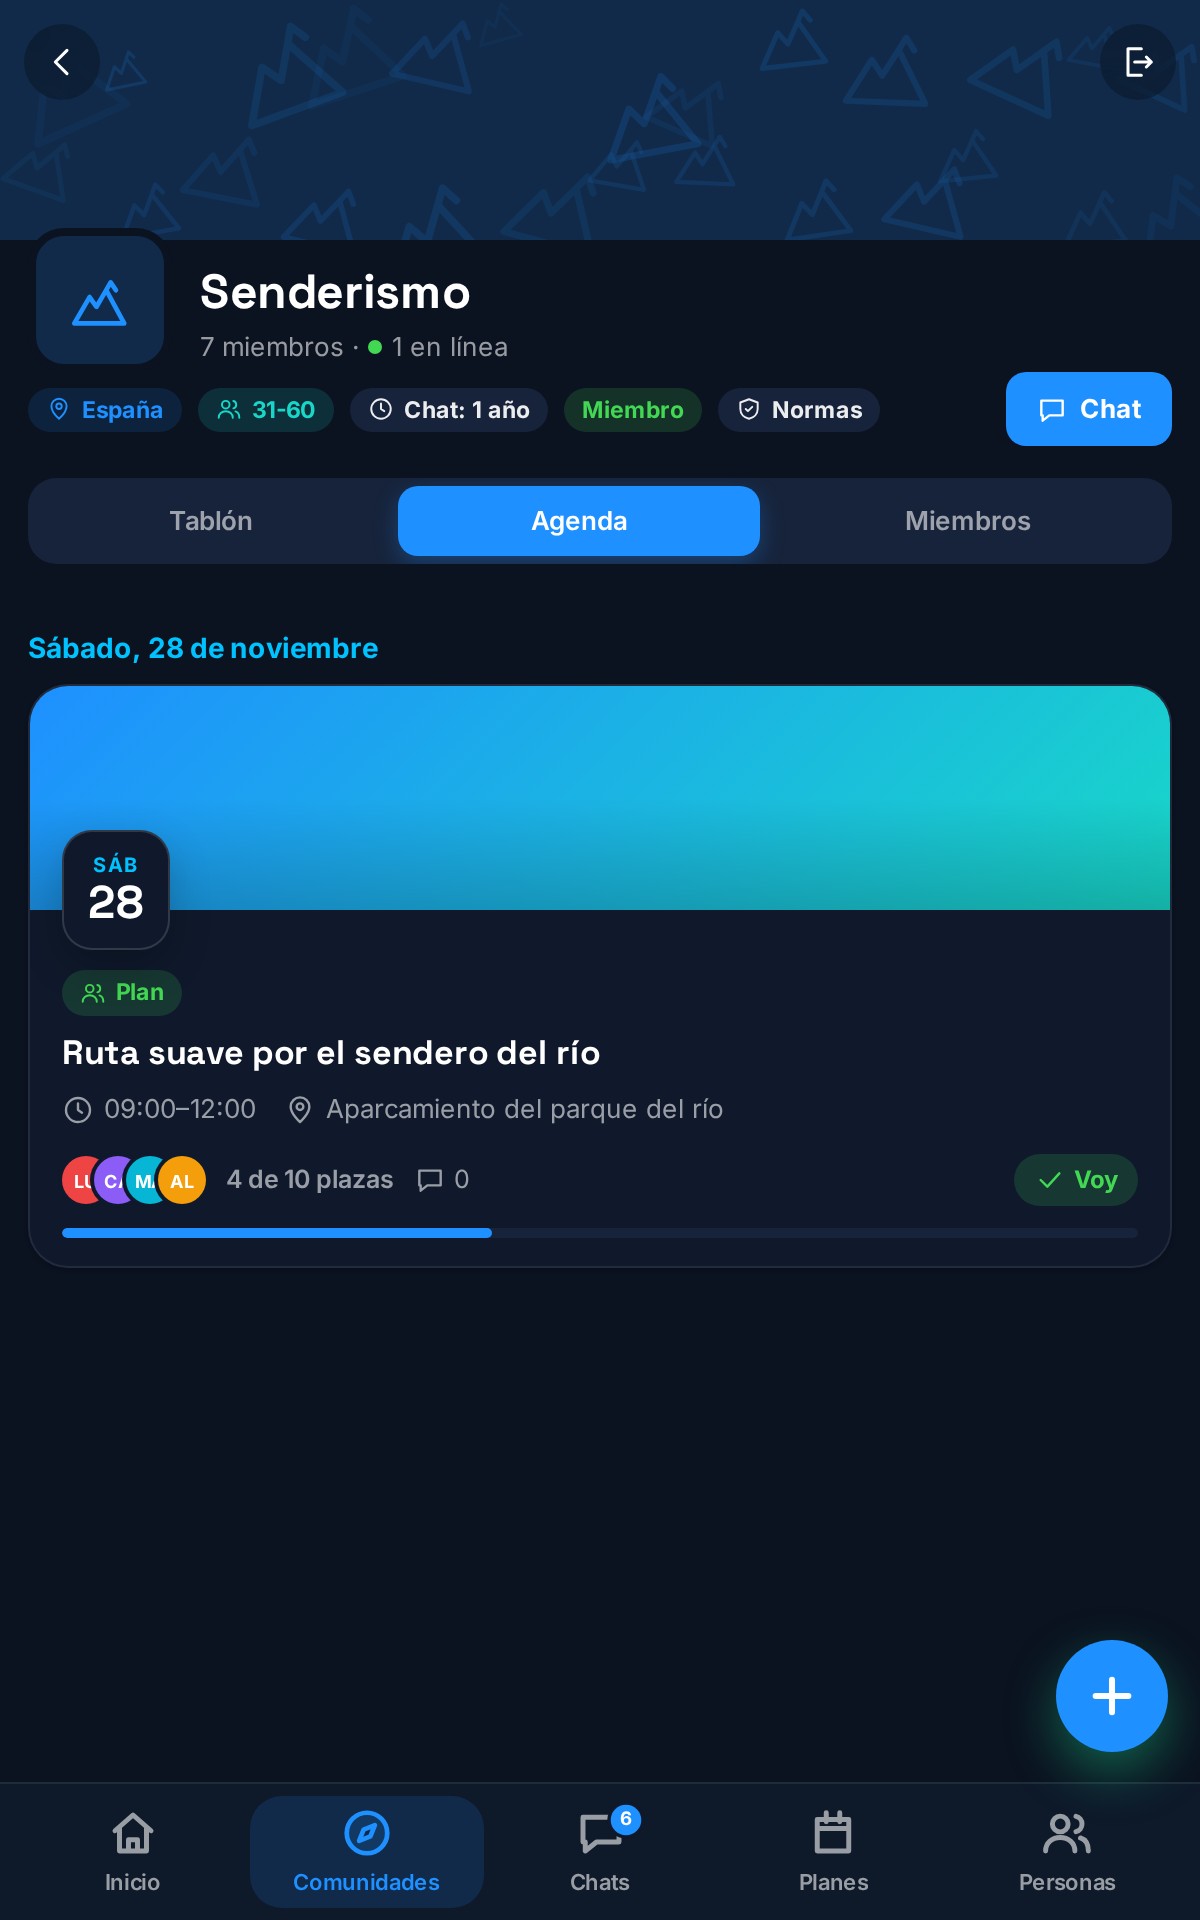 Senderismo
7 miembros · 1 en línea
España
31-60
Chat: 1 año
Miembro
Normas
Chat
Tablón
Agenda
Miembros
Sábado, 28 de noviembre
SÁB
28
Plan
Ruta suave por el sendero del río
09:00–12:00
Aparcamiento del parque del río
AL
4 de 10 plazas
0
Voy
6
Inicio
Comunidades
Chats
Planes
Personas